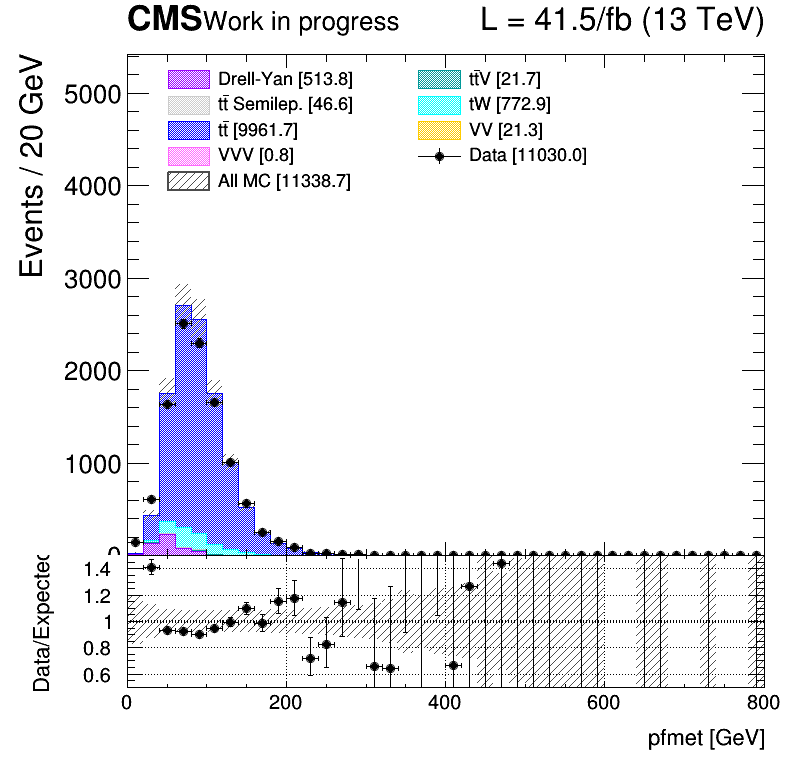 CMS Work in progress L = 41.5/fb (13 TeV)
Events / 20 GeV
5000
4000
3000
2000
1000
0
Drell-Yan [513.8]
tt̄ Semilep. [46.6]
tt̄ [9961.7]
VVV [0.8]
All MC [11338.7]
tt̄V [21.7]
tW [772.9]
VV [21.3]
Data [11030.0]
Data/Expected
1.4
1.2
1
0.8
0.6
0 200 400 600 800
pfmet [GeV]